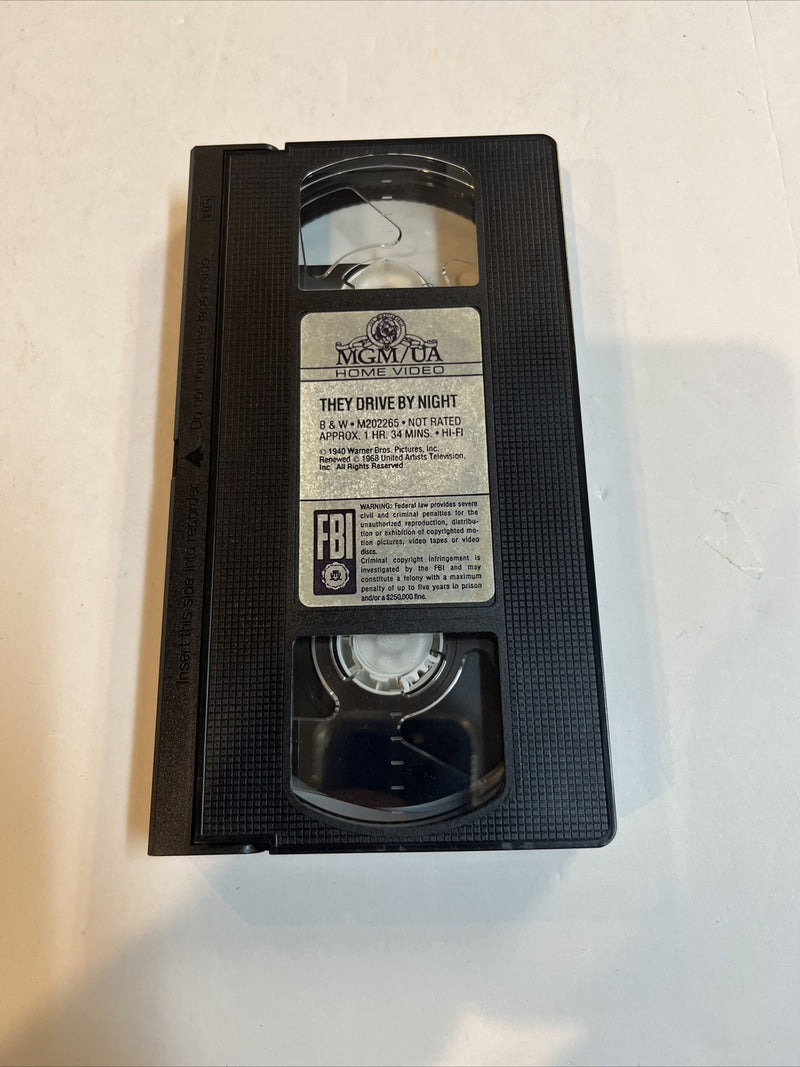 MGM/UA
HOME VIDEO
THEY DRIVE BY NIGHT
B & W • M202265 • NOT RATED
APPROX. 1 HR. 34 MINS. • HI-FI
© 1940 Warner Bros. Pictures, Inc.
Renewed © 1968 United Artists Television,
Inc. All Rights Reserved.
FBI
WARNING: Federal law provides severe
civil and criminal penalties for the
unauthorized reproduction, distribu-
tion or exhibition of copyrighted mo-
tion pictures, video tapes or video
discs.
Criminal copyright infringement is
investigated by the FBI and may
constitute a felony with a maximum
penalty of up to five years in prison
and/or a $250,000 fine.
Insert this side into recorder ▲ Do not touch the tape inside
VHS